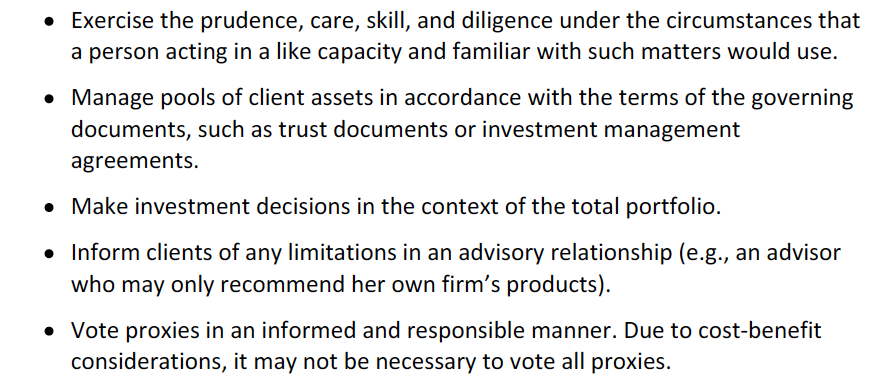 • Exercise the prudence, care, skill, and diligence under the circumstances that
a person acting in a like capacity and familiar with such matters would use.
• Manage pools of client assets in accordance with the terms of the governing
documents, such as trust documents or investment management
agreements.
• Make investment decisions in the context of the total portfolio.
• Inform clients of any limitations in an advisory relationship (e.g., an advisor
who may only recommend her own firm’s products).
• Vote proxies in an informed and responsible manner. Due to cost-benefit
considerations, it may not be necessary to vote all proxies.